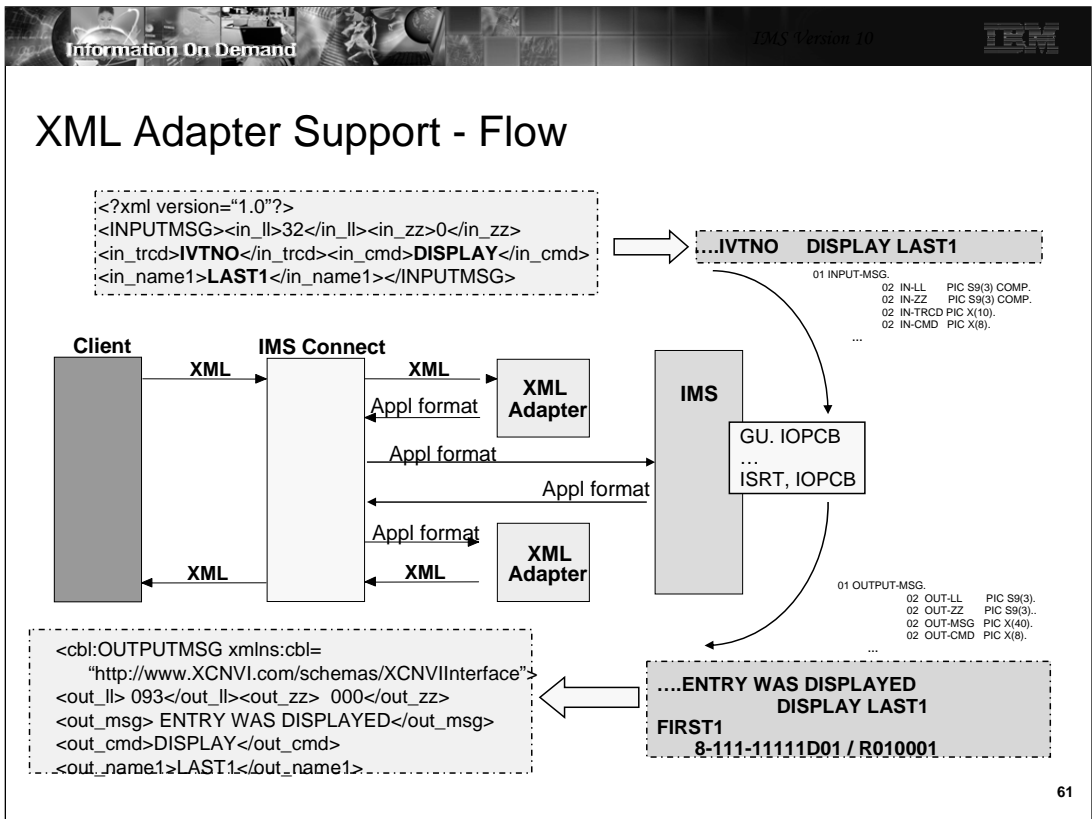 Information On Demand
IMS Version 10
IBM
XML Adapter Support - Flow
<?xml version=“1.0”?>
<INPUTMSG><in_ll>32</in_ll><in_zz>0</in_zz>
<in_trcd>IVTNO</in_trcd><in_cmd>DISPLAY</in_cmd>
<in_name1>LAST1</in_name1></INPUTMSG>
....IVTNO DISPLAY LAST1
01 INPUT-MSG.
02 IN-LL PIC S9(3) COMP.
02 IN-ZZ PIC S9(3) COMP.
02 IN-TRCD PIC X(10).
02 IN-CMD PIC X(8).
...
Client
IMS Connect
XML
XML
XML Adapter
IMS
Appl format
Appl format
GU. IOPCB
…
ISRT, IOPCB
Appl format
Appl format
XML Adapter
XML
XML
01 OUTPUT-MSG.
02 OUT-LL PIC S9(3).
02 OUT-ZZ PIC S9(3)..
02 OUT-MSG PIC X(40).
02 OUT-CMD PIC X(8).
...
<cbl:OUTPUTMSG xmlns:cbl=
“http://www.XCNVI.com/schemas/XCNVIInterface”>
<out_ll> 093</out_ll><out_zz> 000</out_zz>
<out_msg> ENTRY WAS DISPLAYED</out_msg>
<out_cmd>DISPLAY</out_cmd>
<out_name1>LAST1</out_name1>
....ENTRY WAS DISPLAYED
DISPLAY LAST1
FIRST1
8-111-11111D01 / R010001
61